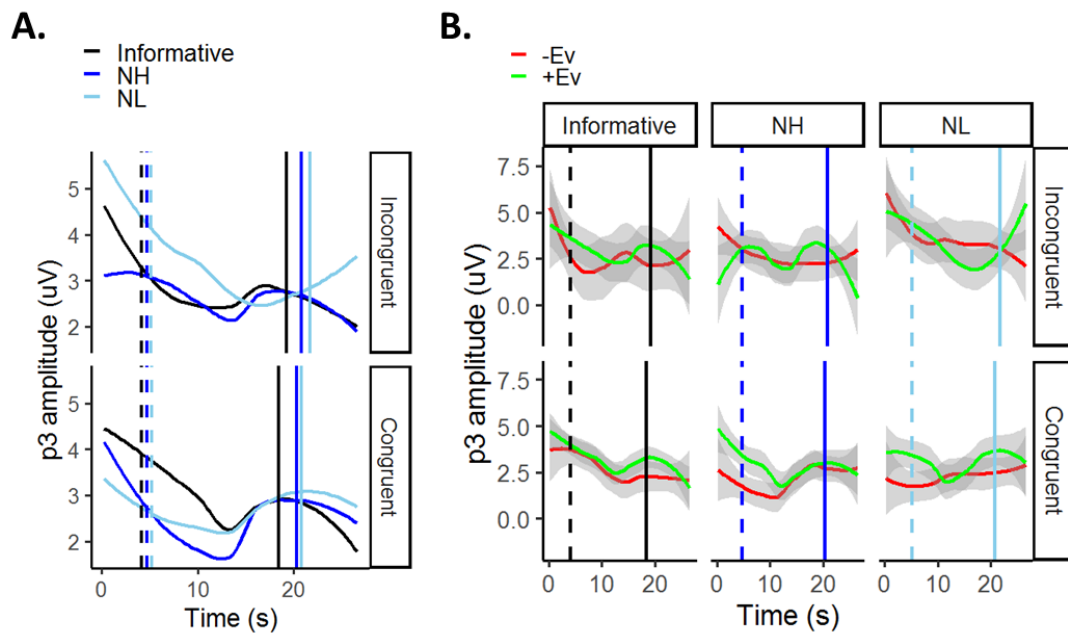 A.
Informative
NH
NL
p3 amplitude (uV)
5
4
3
2
Incongruent
5
4
3
2
Congruent
0
10
20
Time (s)
B.
-Ev
+Ev
Informative
NH
NL
p3 amplitude (uV)
7.5
5.0
2.5
0.0
Incongruent
7.5
5.0
2.5
0.0
Congruent
0 10 20 0 10 20 0 10 20
Time (s)